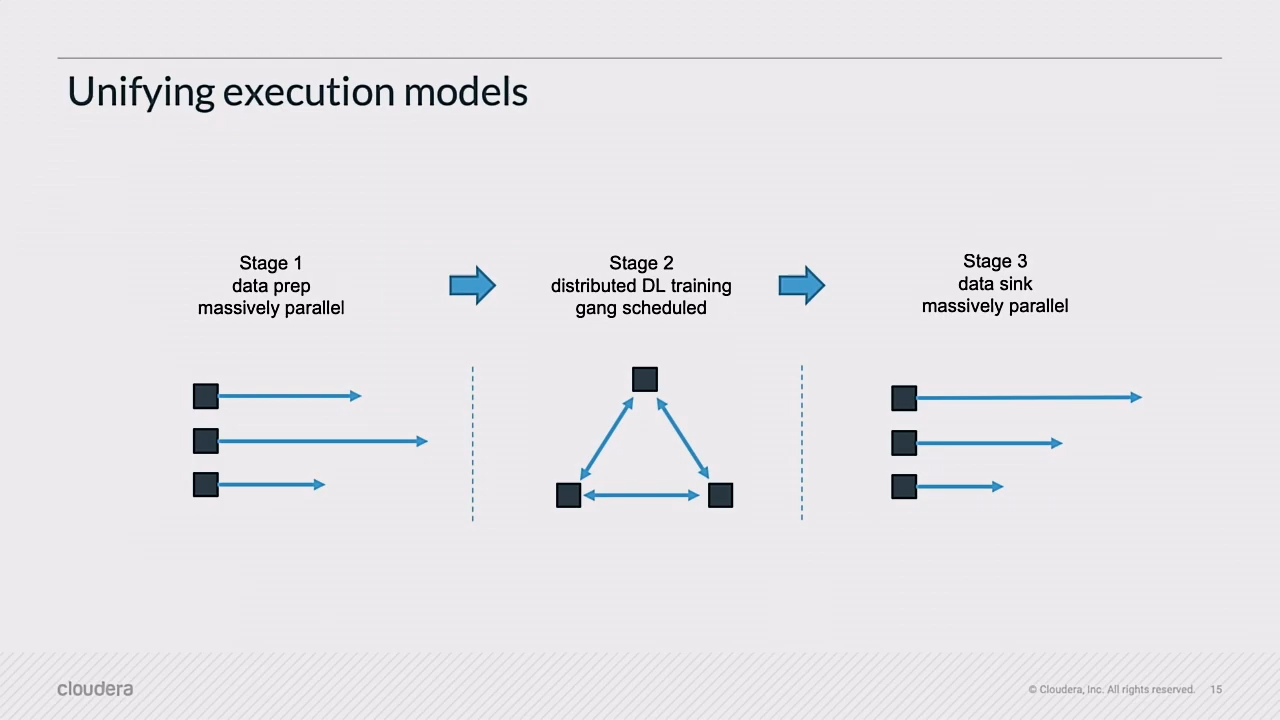 Unifying execution models
Stage 1
data prep
massively parallel
Stage 2
distributed DL training
gang scheduled
Stage 3
data sink
massively parallel
cloudera
© Cloudera, Inc. All rights reserved. 15